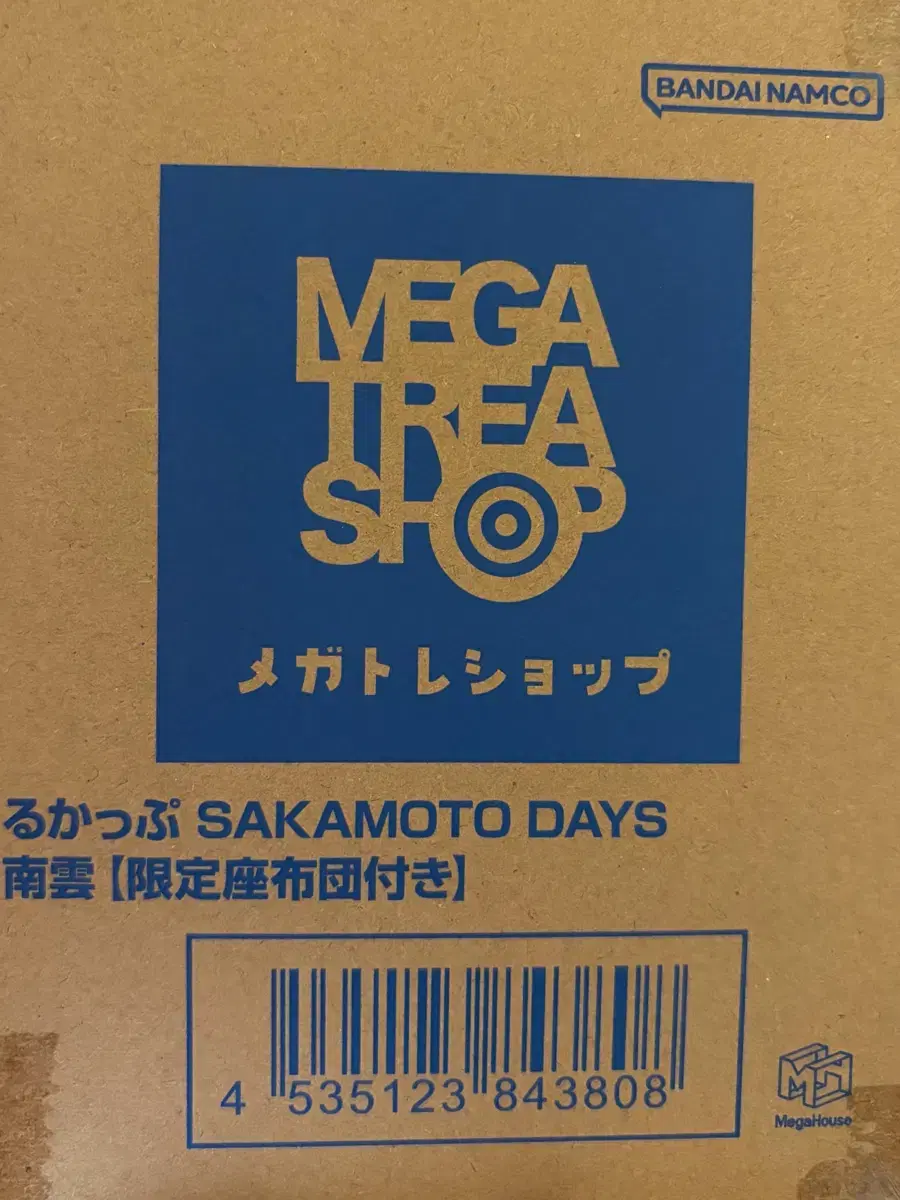 BANDAI NAMCO
MEGA
TREA
SHOP
メガトレショップ
るかっぷ SAKAMOTO DAYS
南雲【限定座布団付き】
4 535123 843808
MegaHouse